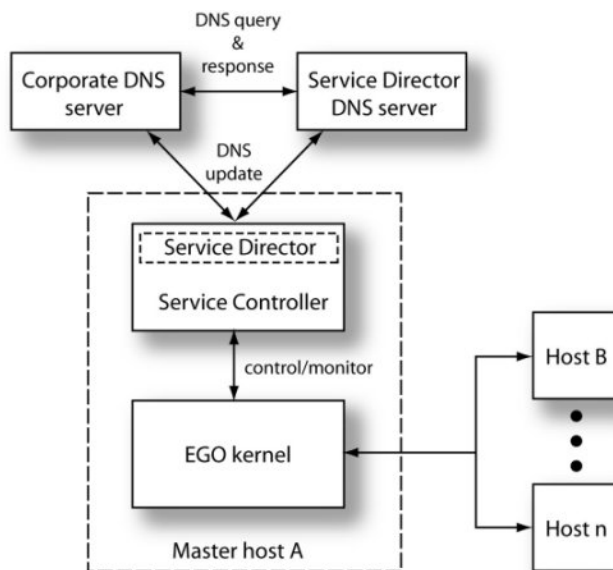 DNS query
&
response
Corporate DNS
server
Service Director
DNS server
DNS
update
Service Director
Service Controller
control/monitor
EGO kernel
Master host A
Host B
Host n